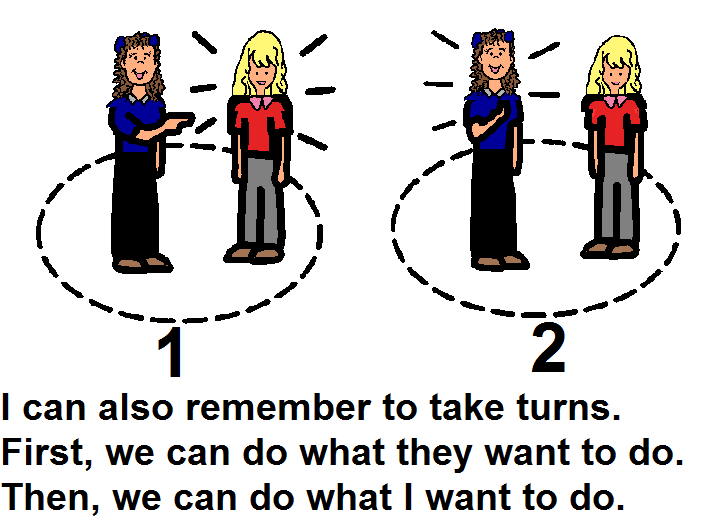 1 2
I can also remember to take turns.
First, we can do what they want to do.
Then, we can do what I want to do.